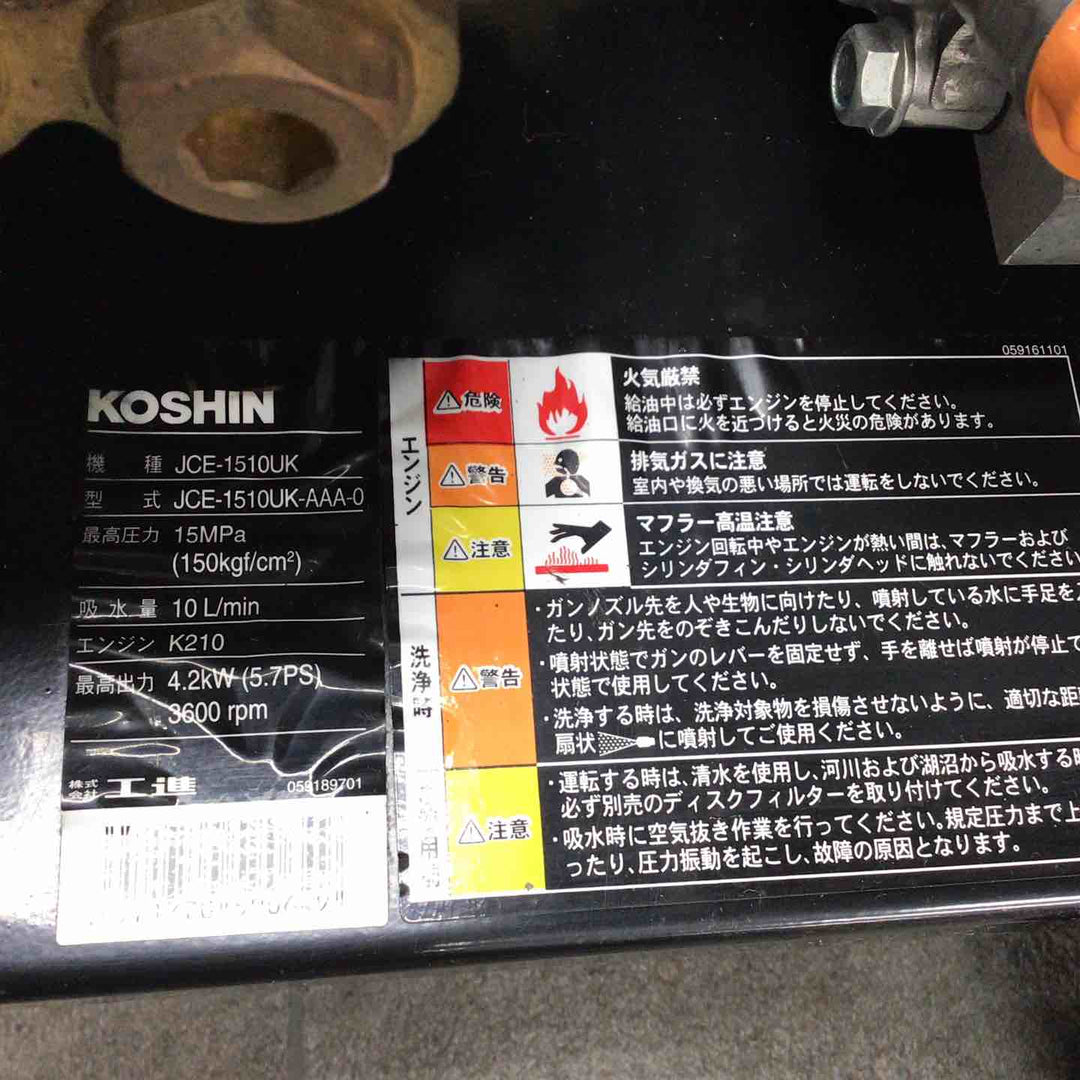 KOSHIN
機種 JCE-1510UK
型式 JCE-1510UK-AAA-0
最高圧力 15MPa
(150kgf/cm²)
吸水量 10 L/min
エンジン K210
最高出力 4.2kW (5.7PS)
3600 rpm
株式会社 工進 059189701
059161101
エンジン
危険
火気厳禁
給油中は必ずエンジンを停止してください。
給油口に火を近づけると火災の危険があります。
警告
排気ガスに注意
室内や換気の悪い場所では運転をしないでください。
注意
マフラー高温注意
エンジン回転中やエンジンが熱い間は、マフラーおよび
シリンダフィン・シリンダヘッドに触れないでください
洗浄時
警告
・ガンノズル先を人や生物に向けたり、噴射している水に手足を
たり、ガン先をのぞきこんだりしないでください。
・噴射状態でガンのレバーを固定せず、手を離せば噴射が停止
状態で使用してください。
・洗浄する時は、洗浄対象物を損傷させないように、適切な距
扇状 に噴射してご使用ください。
用
注意
・運転する時は、清水を使用し、河川および湖沼から吸水する時
必ず別売のディスクフィルターを取り付けてください。
・吸水時に空気抜き作業を行ってください。規定圧力まで上
ったり、圧力振動を起こし、故障の原因となります。